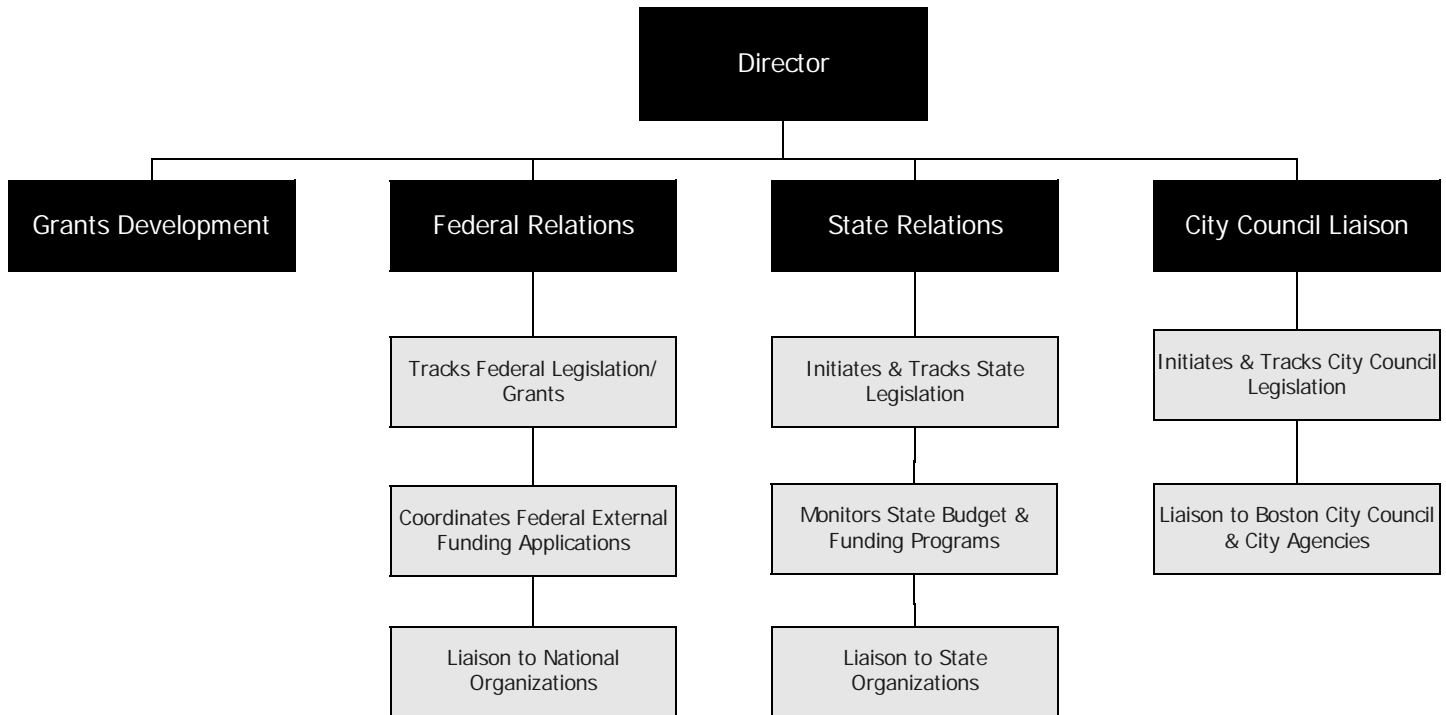 Director
Grants Development
Federal Relations
State Relations
City Council Liaison
Tracks Federal Legislation/
Grants
Initiates & Tracks State
Legislation
Initiates & Tracks City Council
Legislation
Coordinates Federal External
Funding Applications
Monitors State Budget &
Funding Programs
Liaison to Boston City Council
& City Agencies
Liaison to National
Organizations
Liaison to State
Organizations